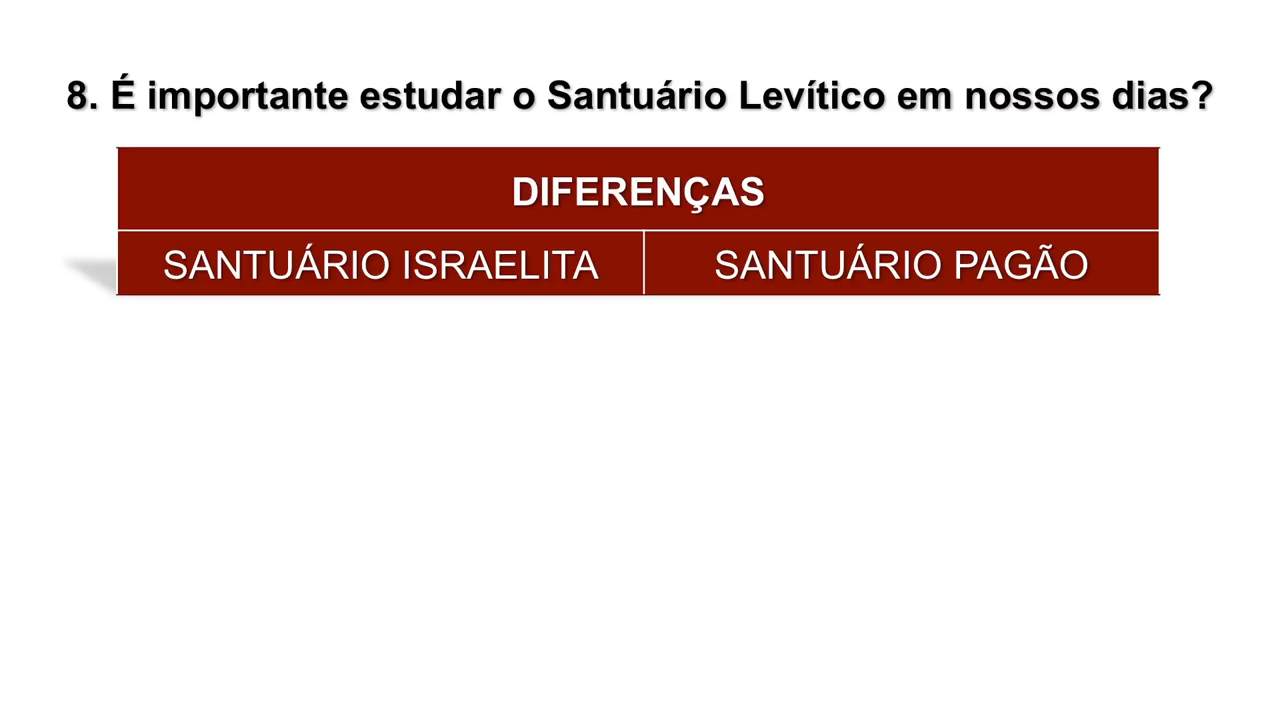 8. É importante estudar o Santuário Levítico em nossos dias?
DIFERENÇAS
SANTUÁRIO ISRAELITA
SANTUÁRIO PAGÃO